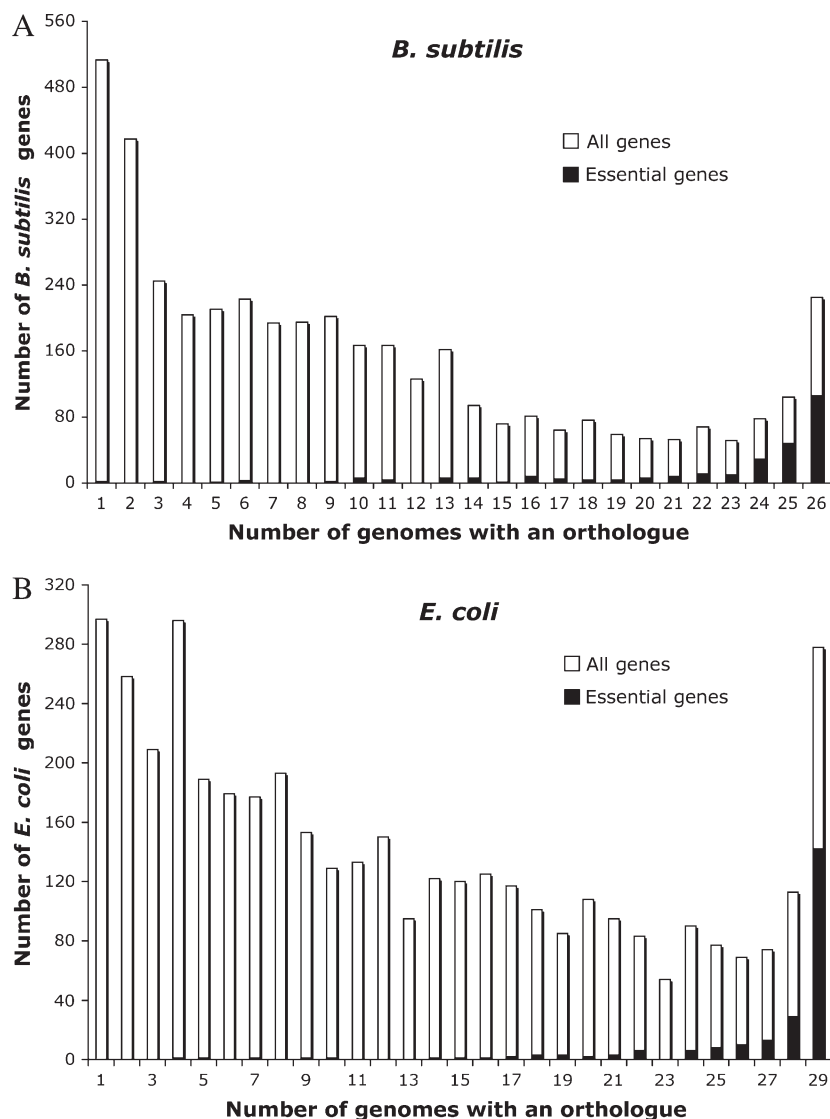 A
B. subtilis
560
480
400
320
240
160
80
0
Number of B. subtilis genes
All genes
Essential genes
1 2 3 4 5 6 7 8 9 10 11 12 13 14 15 16 17 18 19 20 21 22 23 24 25 26
Number of genomes with an orthologue
B
E. coli
320
280
240
200
160
120
80
40
0
Number of E. coli genes
All genes
Essential genes
1 3 5 7 9 11 13 15 17 19 21 23 25 27 29
Number of genomes with an orthologue